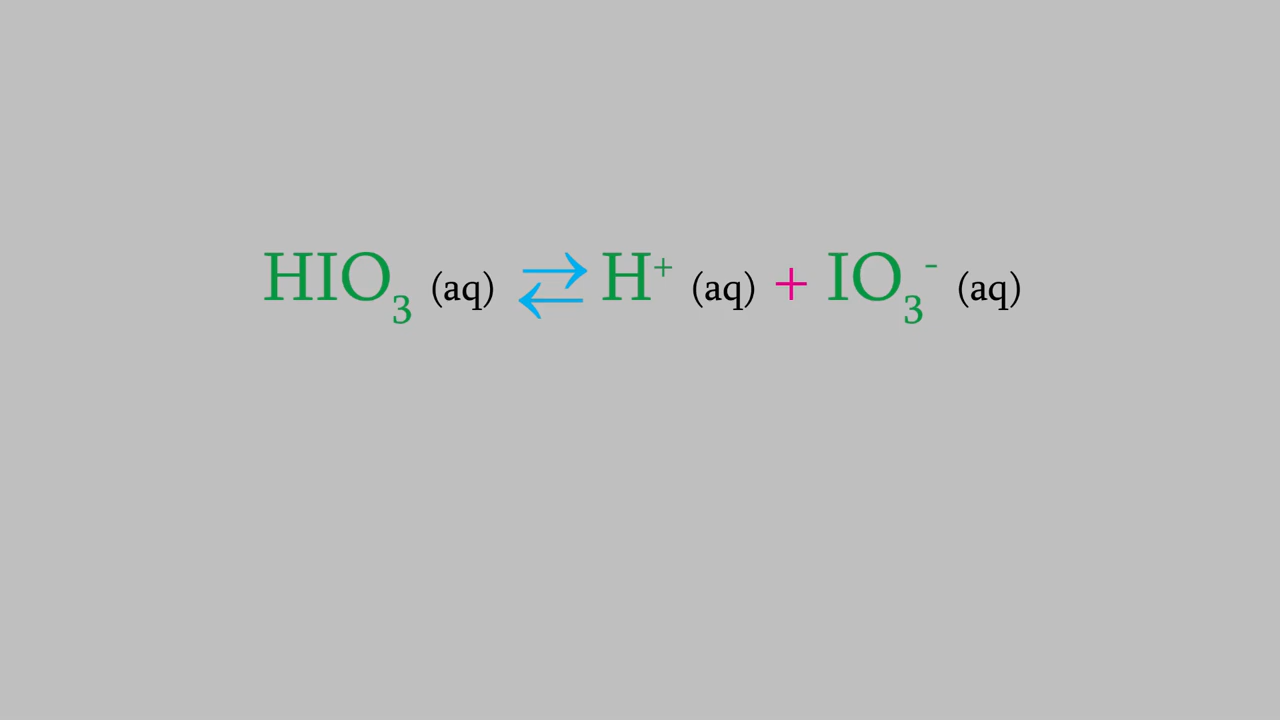 HIO₃ (aq) ⇄ H⁺ (aq) + IO₃⁻ (aq)